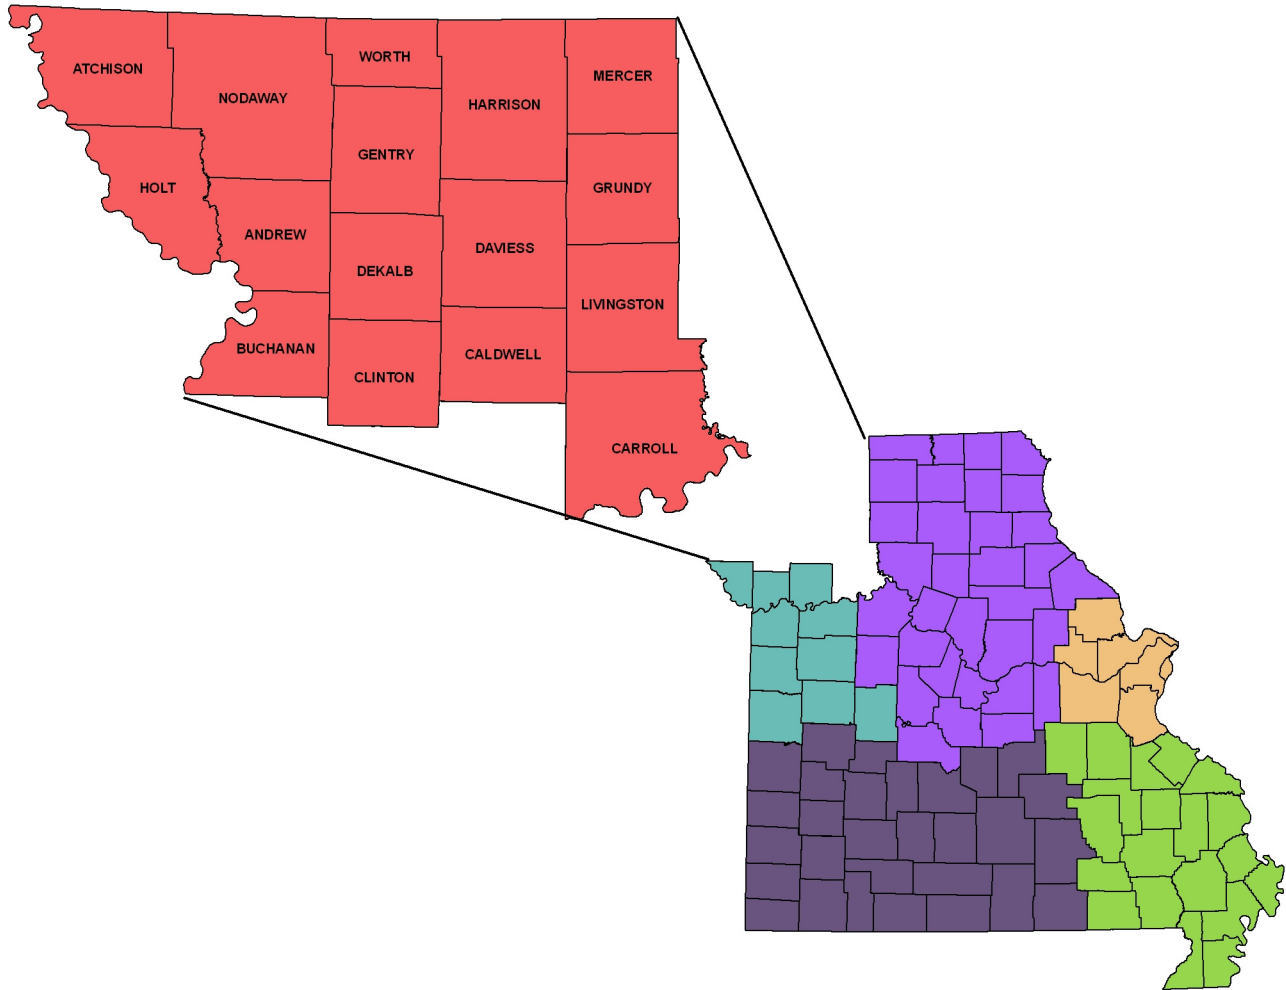 WORTH
ATCHISON
MERCER
NODAWAY
HARRISON
GENTRY
HOLT
GRUNDY
ANDREW
DAVIESS
DEKALB
LIVINGSTON
BUCHANAN
CALDWELL
CLINTON
CARROLL